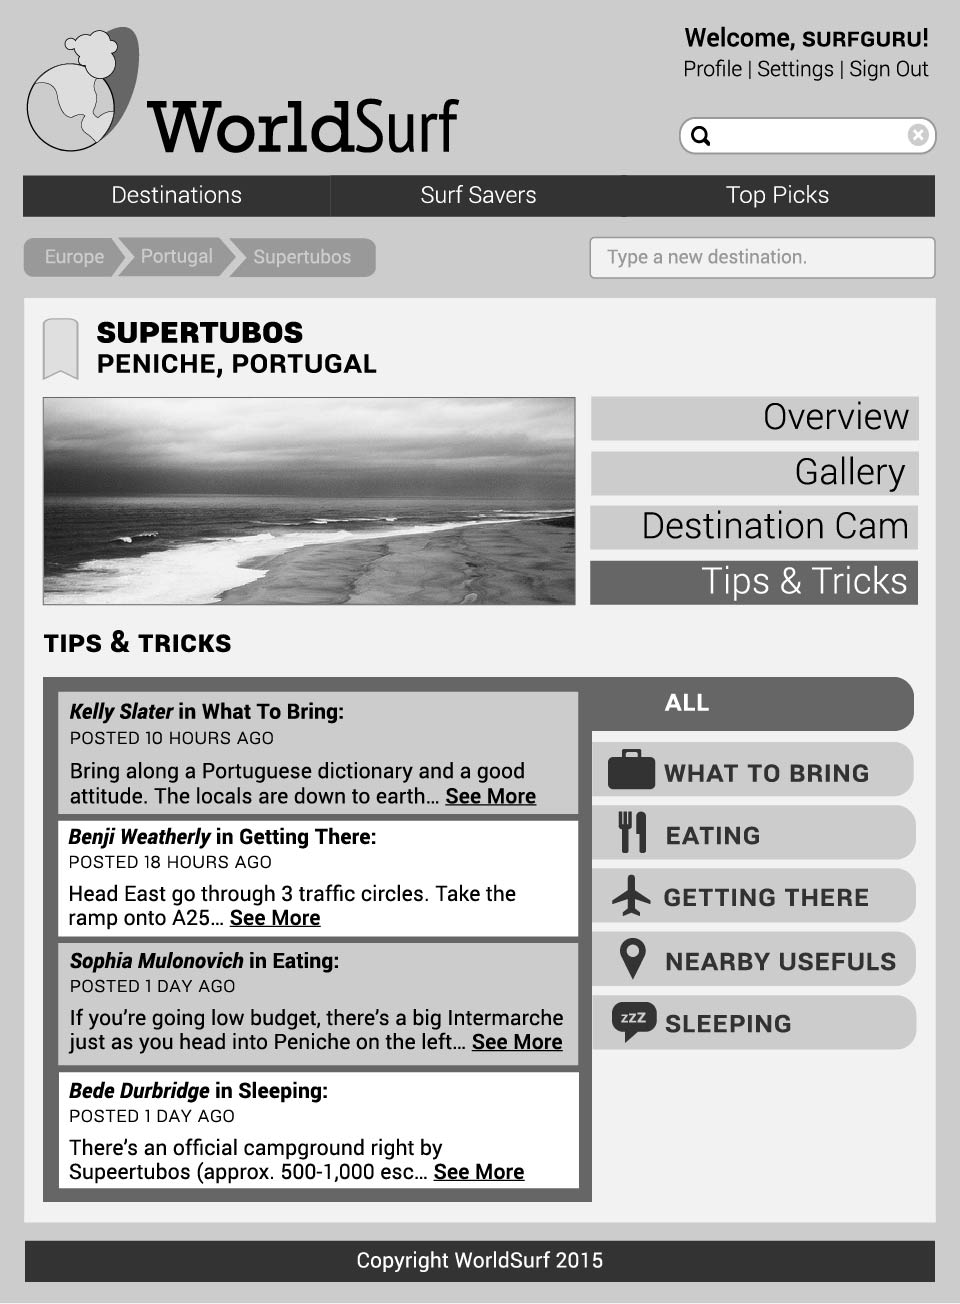 Welcome, SURFGURU!
Profile | Settings | Sign Out
WorldSurf
Destinations
Surf Savers
Top Picks
Europe
Portugal
Supertubos
Type a new destination.
SUPERTUBOS
PENICHE, PORTUGAL
Overview
Gallery
Destination Cam
Tips & Tricks
TIPS & TRICKS
Kelly Slater in What To Bring:
POSTED 10 HOURS AGO
Bring along a Portuguese dictionary and a good
attitude. The locals are down to earth... See More
Benji Weatherly in Getting There:
POSTED 18 HOURS AGO
Head East go through 3 traffic circles. Take the
ramp onto A25... See More
Sophia Mulonovich in Eating:
POSTED 1 DAY AGO
If you're going low budget, there's a big Intermarche
just as you head into Peniche on the left... See More
Bede Durbridge in Sleeping:
POSTED 1 DAY AGO
There's an official campground right by
Supeertubos (approx. 500-1,000 esc... See More
ALL
WHAT TO BRING
EATING
GETTING THERE
NEARBY USEFULS
zzz SLEEPING
Copyright WorldSurf 2015